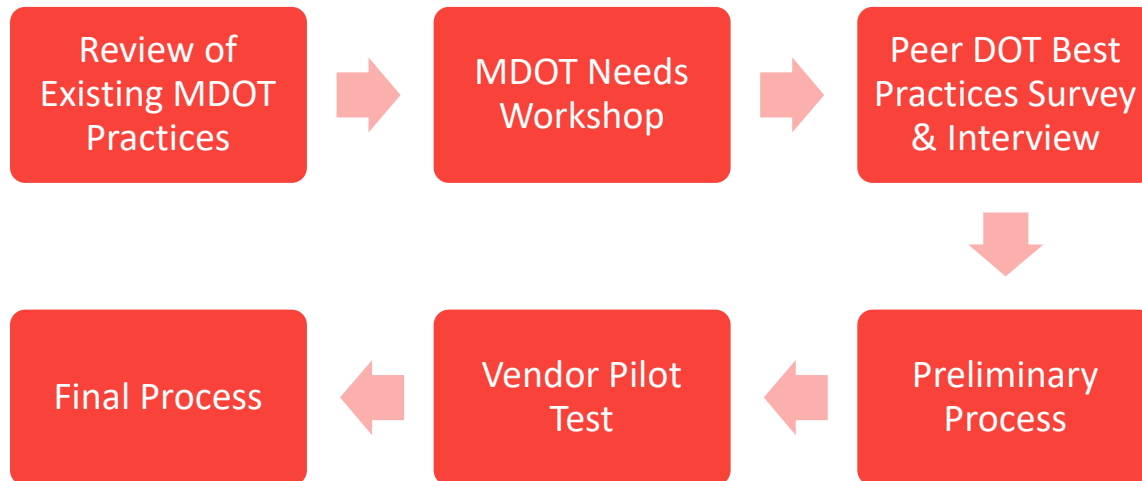 Review of
Existing MDOT
Practices
MDOT Needs
Workshop
Peer DOT Best
Practices Survey
& Interview
Preliminary
Process
Vendor Pilot
Test
Final Process